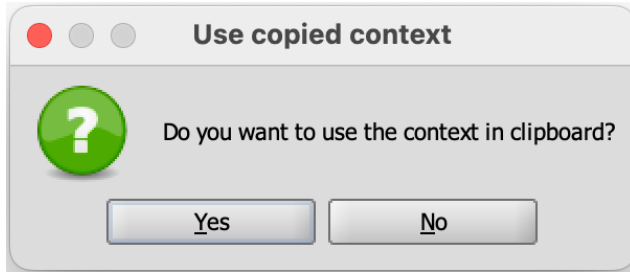 Use copied context
Do you want to use the context in clipboard?
Yes
No